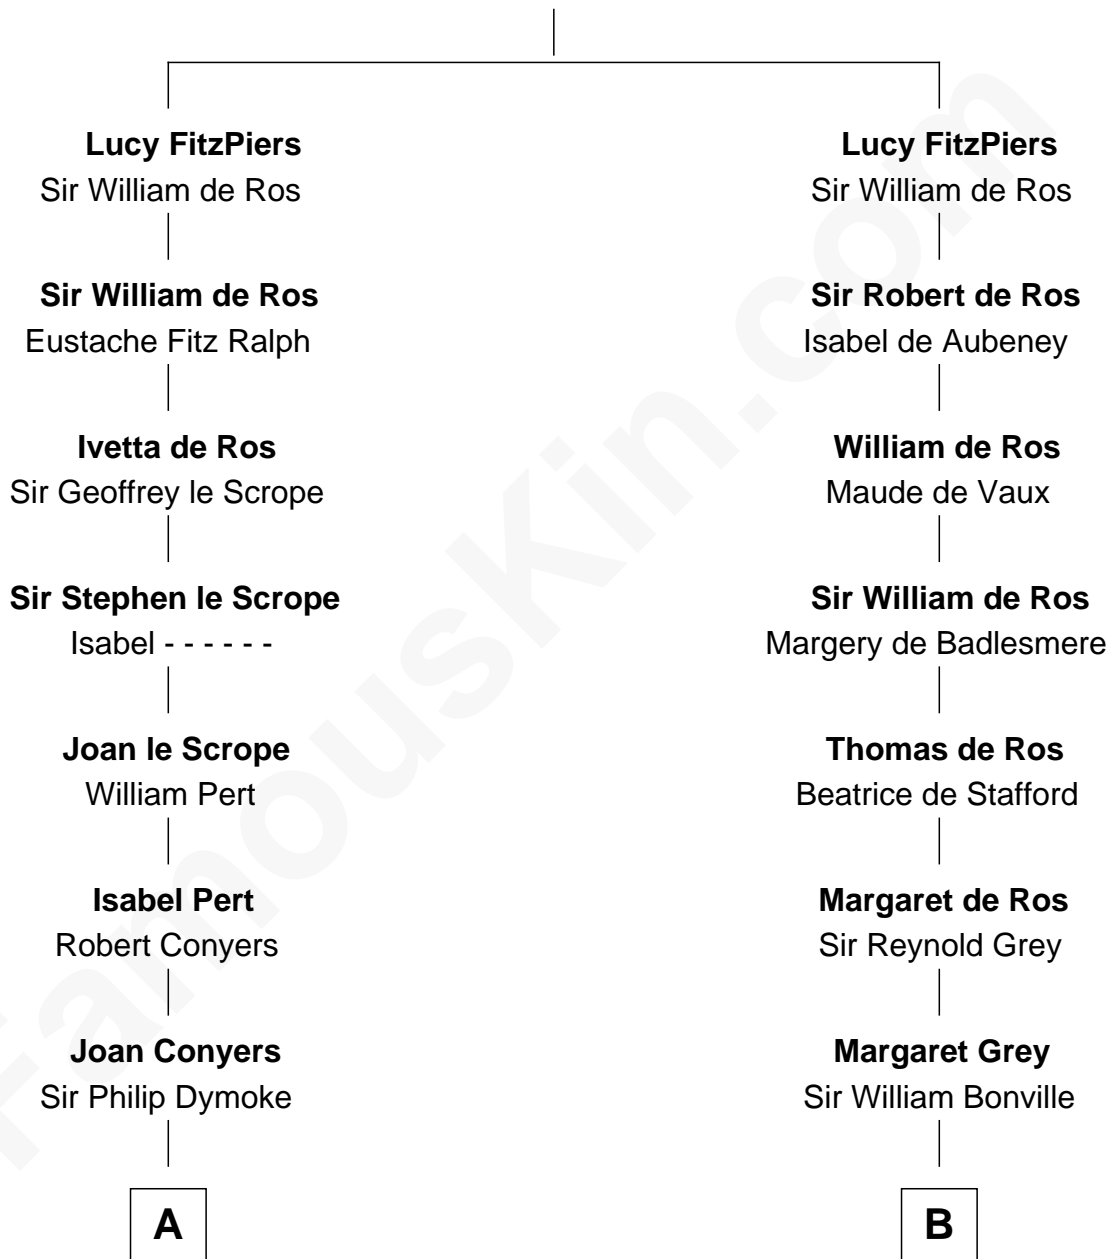 Lucy FitzPiers
Sir William de Ros
Sir William de Ros
Eustache Fitz Ralph
Ivetta de Ros
Sir Geoffrey le Scrope
Sir Stephen le Scrope
Isabel - - - - - -
Joan le Scrope
William Pert
Isabel Pert
Robert Conyers
Joan Conyers
Sir Philip Dymoke
A
Lucy FitzPiers
Sir William de Ros
Sir Robert de Ros
Isabel de Aubeney
William de Ros
Maude de Vaux
Sir William de Ros
Margery de Badlesmere
Thomas de Ros
Beatrice de Stafford
Margaret de Ros
Sir Reynold Grey
Margaret Grey
Sir William Bonville
B
FamousKin.com